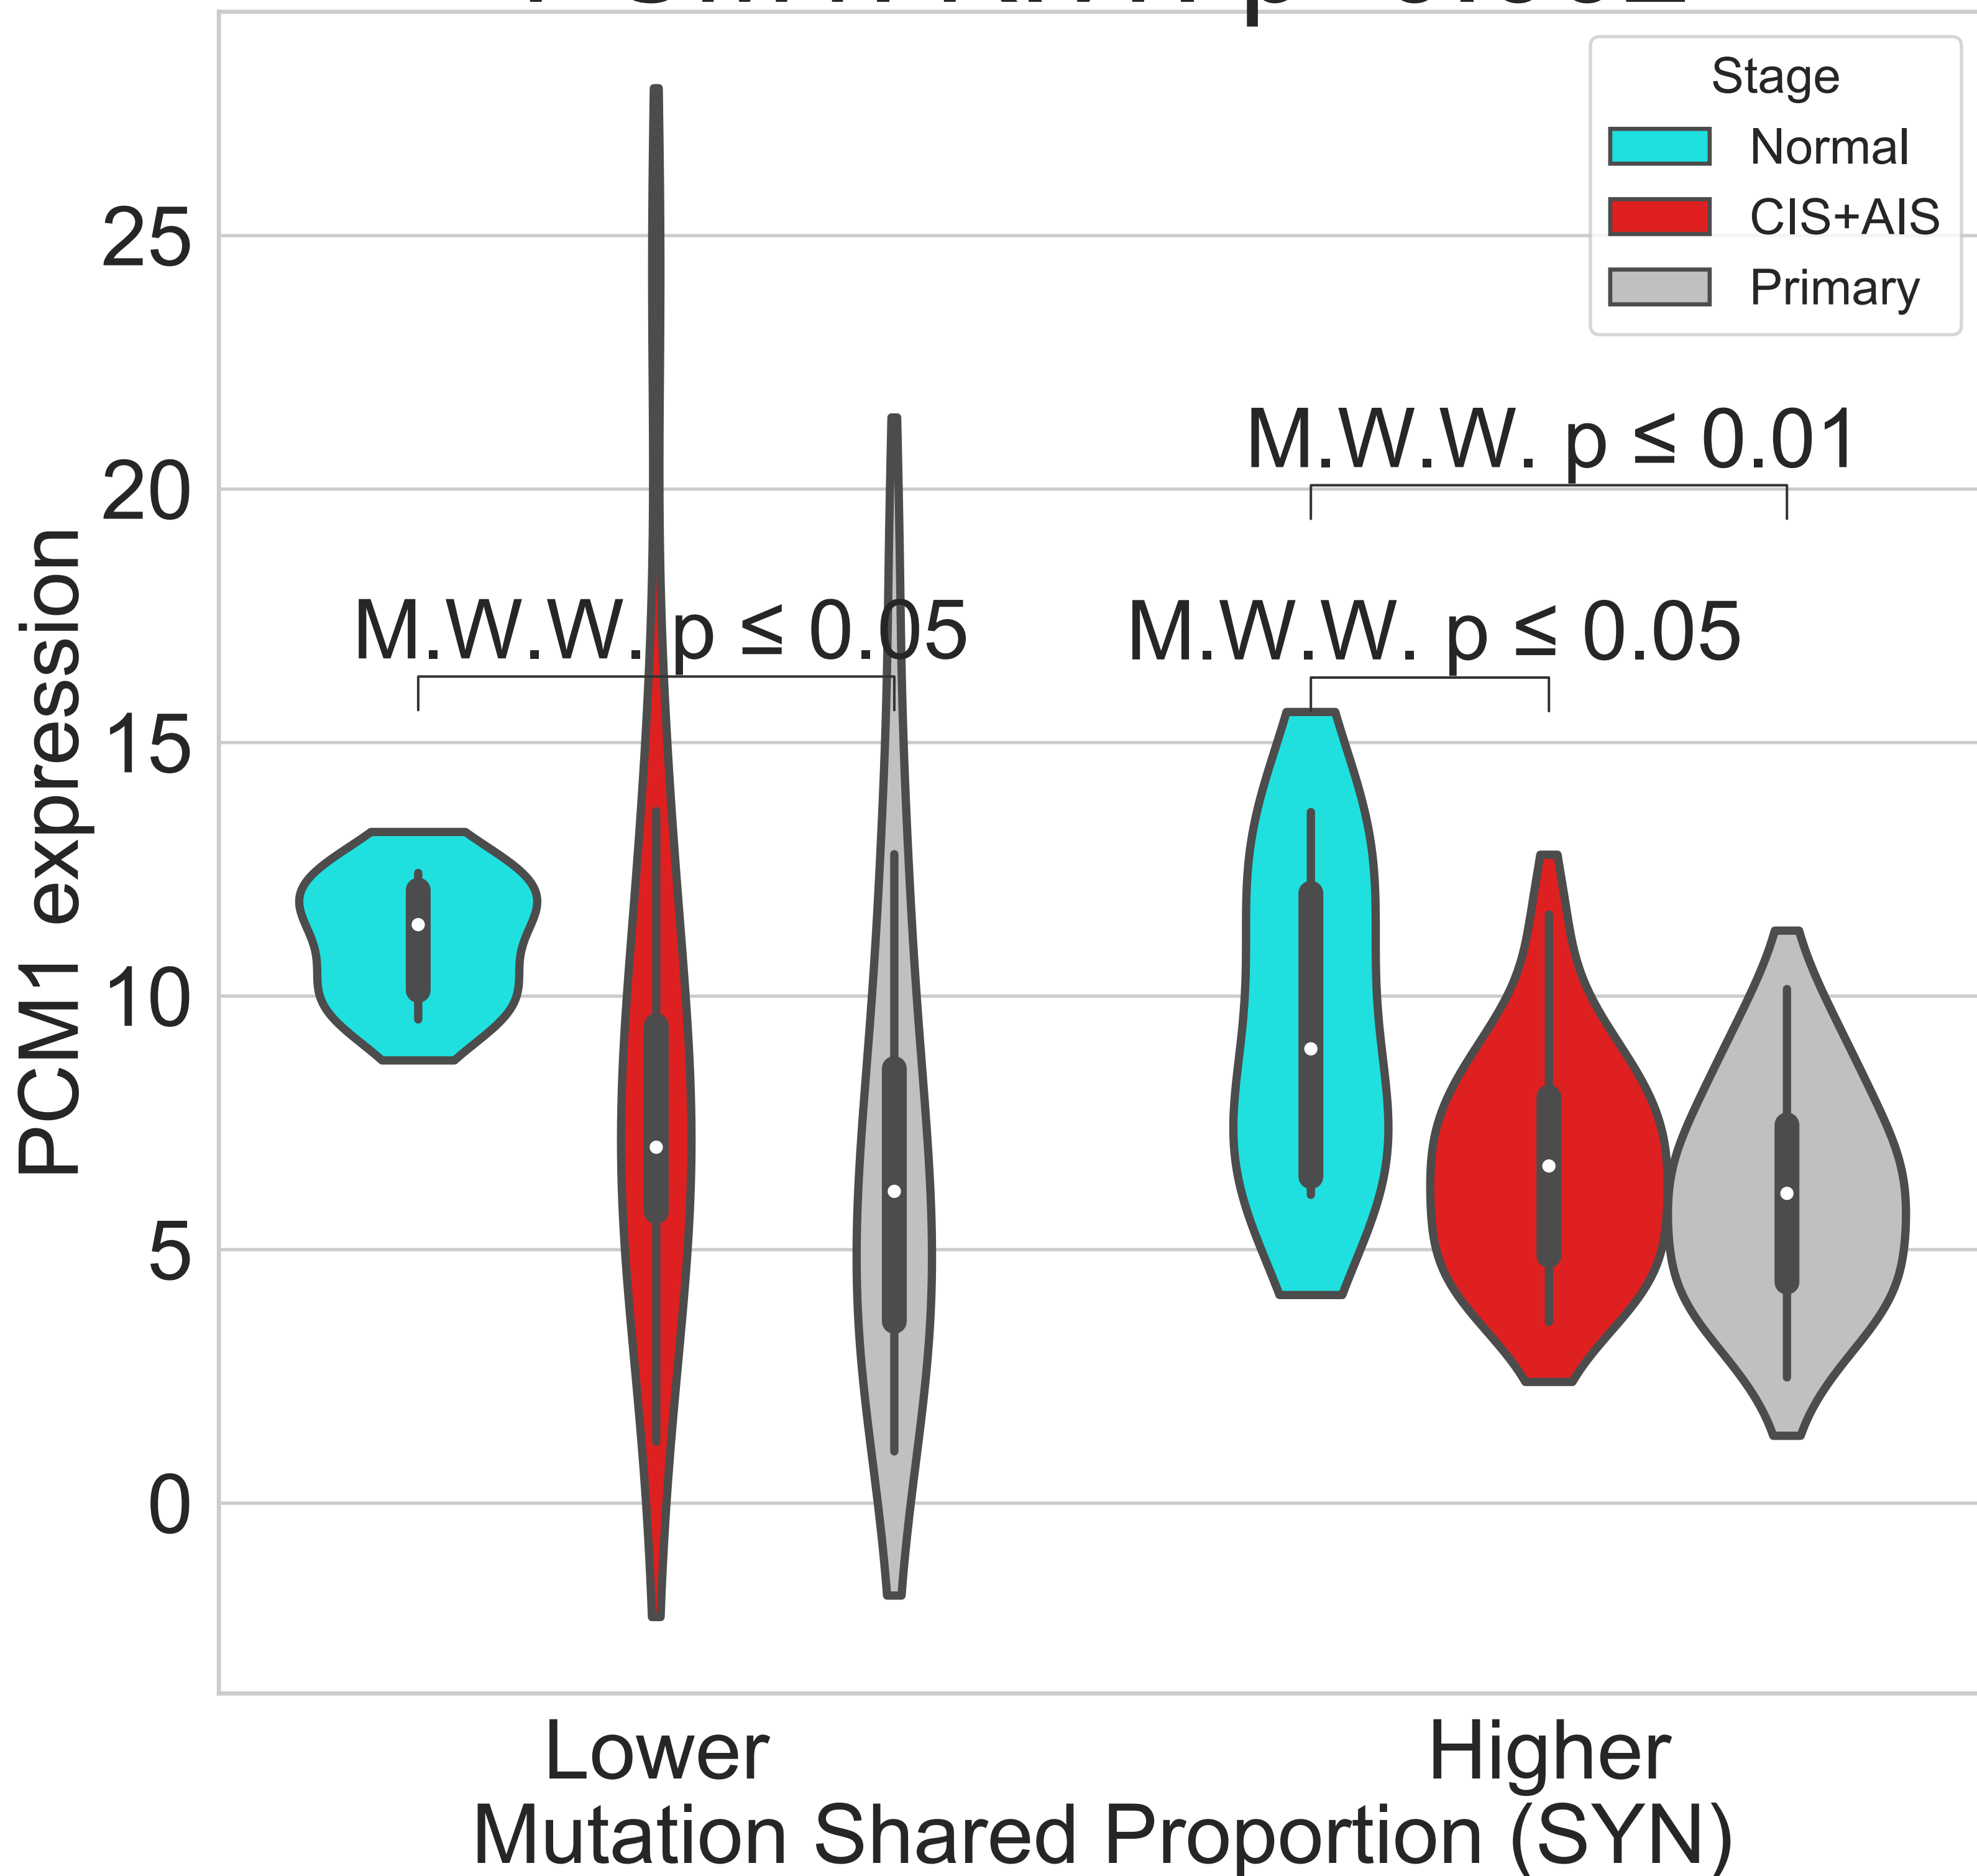 Stage
Normal
CIS+AIS
Primary
25
20
15
10
5
0
PCM1 expression
M.W.W. p ≤ 0.01
M.W.W. p ≤ 0.05
M.W.W. p ≤ 0.05
Lower
Higher
Mutation Shared Proportion (SYN)